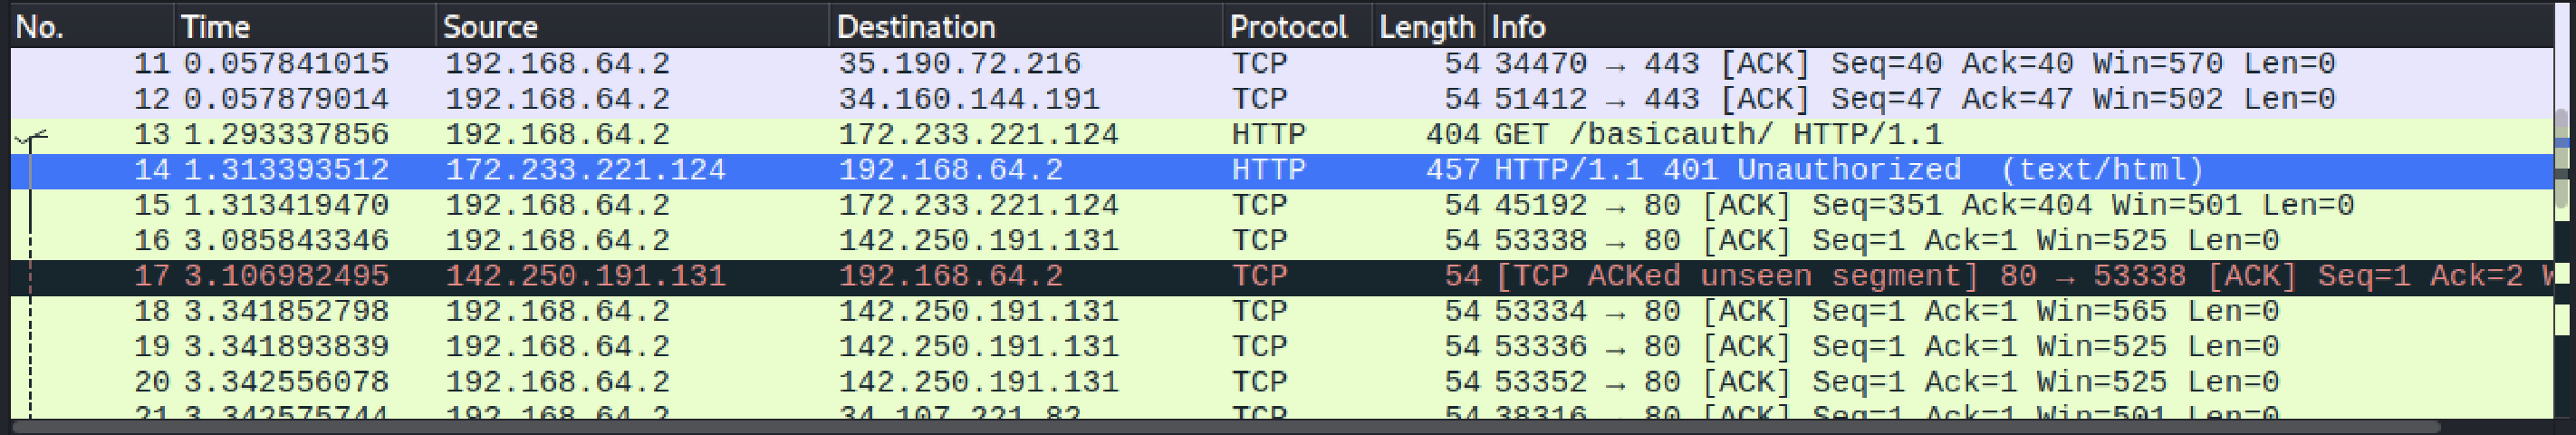 No. Time Source Destination Protocol Length Info
11 0.057841015 192.168.64.2 35.190.72.216 TCP 54 34470 → 443 [ACK] Seq=40 Ack=40 Win=570 Len=0
12 0.057879014 192.168.64.2 34.160.144.191 TCP 54 51412 → 443 [ACK] Seq=47 Ack=47 Win=502 Len=0
13 1.293337856 192.168.64.2 172.233.221.124 HTTP 404 GET /basicauth/ HTTP/1.1
14 1.313393512 172.233.221.124 192.168.64.2 HTTP 457 HTTP/1.1 401 Unauthorized (text/html)
15 1.313419470 192.168.64.2 172.233.221.124 TCP 54 45192 → 80 [ACK] Seq=351 Ack=404 Win=501 Len=0
16 3.085843346 192.168.64.2 142.250.191.131 TCP 54 53338 → 80 [ACK] Seq=1 Ack=1 Win=525 Len=0
17 3.106982495 142.250.191.131 192.168.64.2 TCP 54 [TCP ACKed unseen segment] 80 → 53338 [ACK] Seq=1 Ack=2 W
18 3.341852798 192.168.64.2 142.250.191.131 TCP 54 53334 → 80 [ACK] Seq=1 Ack=1 Win=565 Len=0
19 3.341893839 192.168.64.2 142.250.191.131 TCP 54 53336 → 80 [ACK] Seq=1 Ack=1 Win=525 Len=0
20 3.342556078 192.168.64.2 142.250.191.131 TCP 54 53352 → 80 [ACK] Seq=1 Ack=1 Win=525 Len=0
21 3.342575744 192.168.64.2 34.107.221.82 TCP 54 38316 → 80 [ACK] Seq=1 Ack=1 Win=501 Len=0